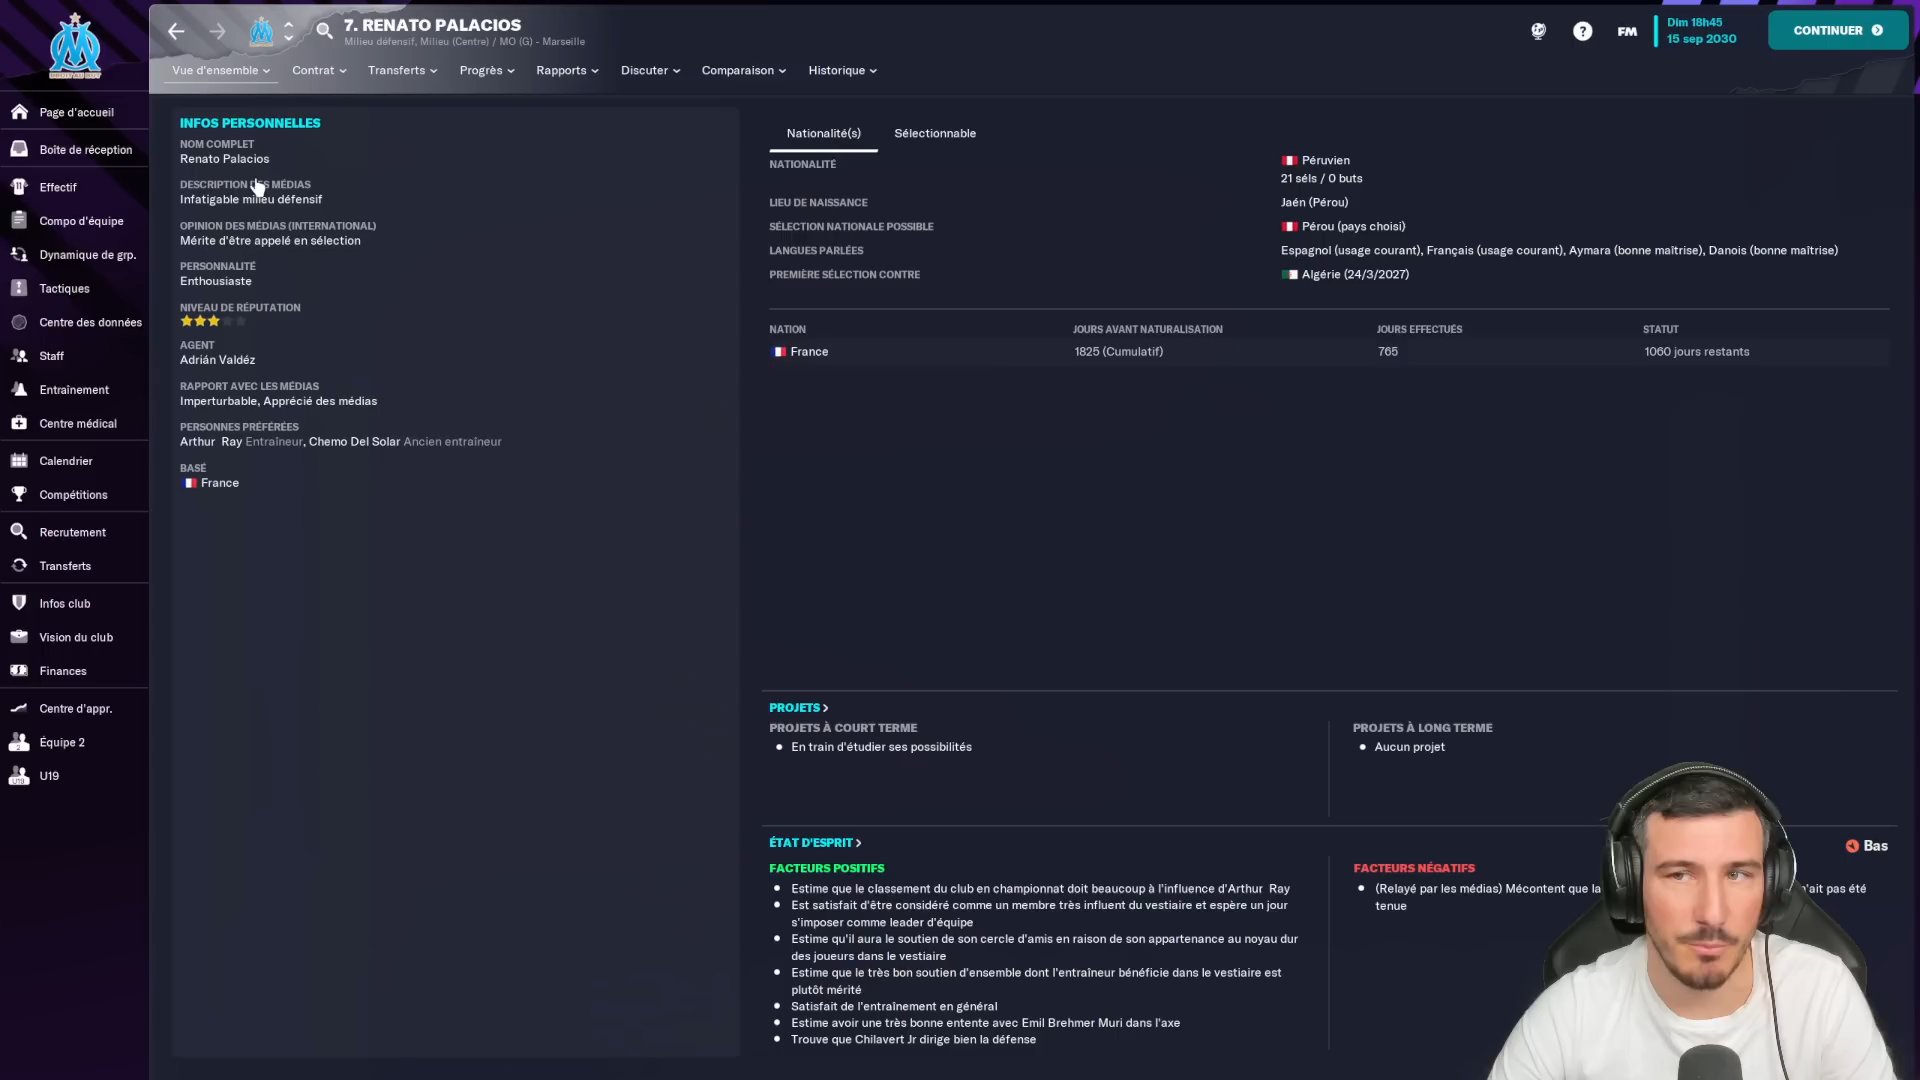 7. RENATO PALACIOS
Milieu défensif, Milieu (Centre) / MO (G) - Marseille
FM
Dim 18h45
15 sep 2030
CONTINUER
Vue d'ensemble
Contrat
Transferts
Progrès
Rapports
Discuter
Comparaison
Historique
Page d'accueil
Boîte de réception
Effectif
Compo d'équipe
Dynamique de grp.
Tactiques
Centre des données
Staff
Entraînement
Centre médical
Calendrier
Compétitions
Recrutement
Transferts
Infos club
Vision du club
Finances
Centre d'appr.
Équipe 2
U19
INFOS PERSONNELLES
NOM COMPLET
Renato Palacios
DESCRIPTION DES MÉDIAS
Infatigable milieu défensif
OPINION DES MÉDIAS (INTERNATIONAL)
Mérite d'être appelé en sélection
PERSONNALITÉ
Enthousiaste
NIVEAU DE RÉPUTATION
AGENT
Adrián Valdéz
RAPPORT AVEC LES MÉDIAS
Imperturbable, Apprécié des médias
PERSONNES PRÉFÉRÉES
Arthur Ray Entraîneur, Chemo Del Solar Ancien entraîneur
BASÉ
France
Nationalité(s) Sélectionnable
NATIONALITÉ Péruvien
21 séls / 0 buts
LIEU DE NAISSANCE Jaén (Pérou)
SÉLECTION NATIONALE POSSIBLE Pérou (pays choisi)
LANGUES PARLÉES Espagnol (usage courant), Français (usage courant), Aymara (bonne maîtrise), Danois (bonne maîtrise)
PREMIÈRE SÉLECTION CONTRE Algérie (24/3/2027)
NATION JOURS AVANT NATURALISATION JOURS EFFECTUÉS STATUT
France 1825 (Cumulatif) 765 1060 jours restants
PROJETS >
PROJETS À COURT TERME
• En train d'étudier ses possibilités
PROJETS À LONG TERME
• Aucun projet
ÉTAT D'ESPRIT >
Bas
FACTEURS POSITIFS
• Estime que le classement du club en championnat doit beaucoup à l'influence d'Arthur Ray
• Est satisfait d'être considéré comme un membre très influent du vestiaire et espère un jour
s'imposer comme leader d'équipe
• Estime qu'il aura le soutien de son cercle d'amis en raison de son appartenance au noyau dur
des joueurs dans le vestiaire
• Estime que le très bon soutien d'ensemble dont l'entraîneur bénéficie dans le vestiaire est
plutôt mérité
• Satisfait de l'entraînement en général
• Estime avoir une très bonne entente avec Emil Brehmer Muri dans l'axe
• Trouve que Chilavert Jr dirige bien la défense
FACTEURS NÉGATIFS
• (Relayé par les médias) Mécontent que la n'ait pas été
tenue